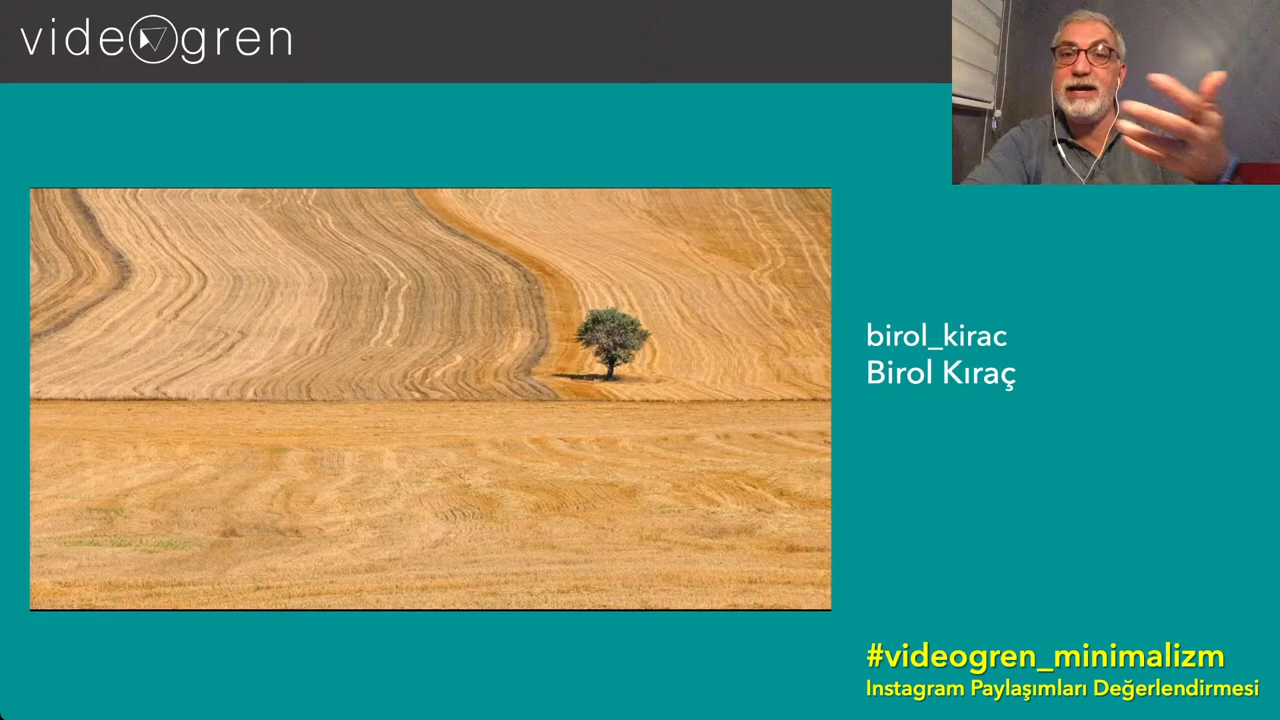 videogren
birol_kirac
Birol Kıraç
#videogren_minimalizm
Instagram Paylaşımları Değerlendirmesi